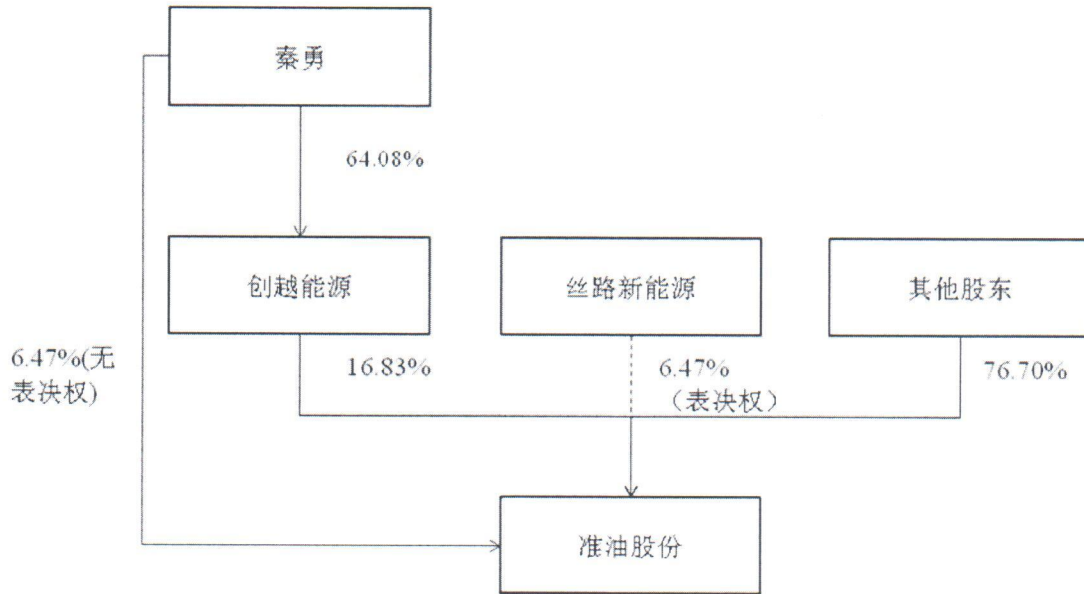 秦勇
64.08%
创越能源
丝路新能源
其他股东
6.47%(无
表决权)
16.83%
6.47%
（表决权）
76.70%
准油股份